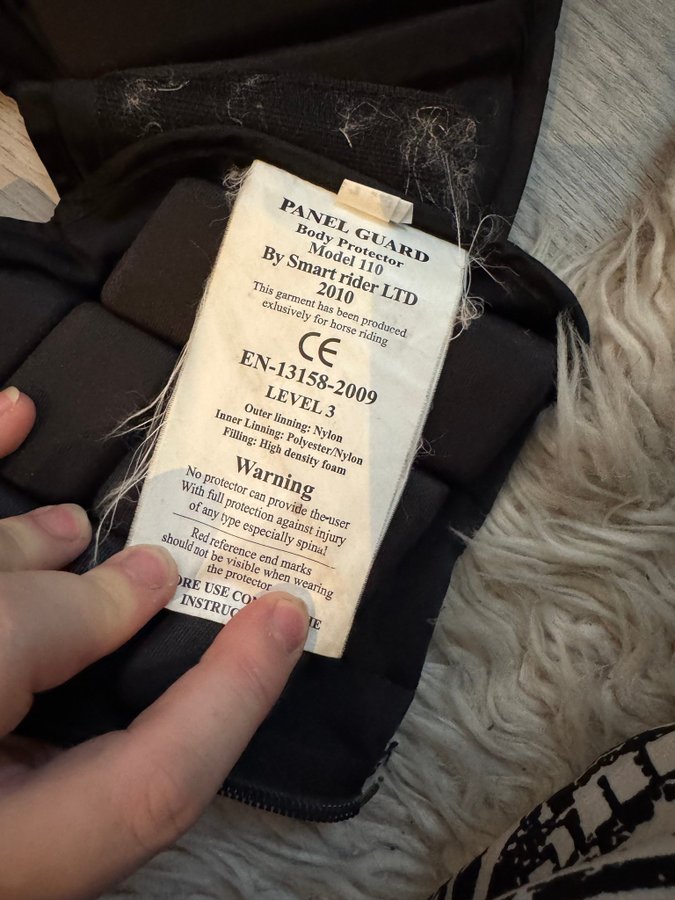 PANEL GUARD
Body Protector
Model 110
By Smart rider LTD
2010
This garment has been produced
exlusively for horse riding
CE
EN-13158-2009
LEVEL 3
Outer linning: Nylon
Inner Linning: Polyester/Nylon
Filling: High density foam
Warning
No protector can provide the user
With full protection against injury
of any type especially spinal
Red reference end marks
should not be visible when wearing
the protector
USE